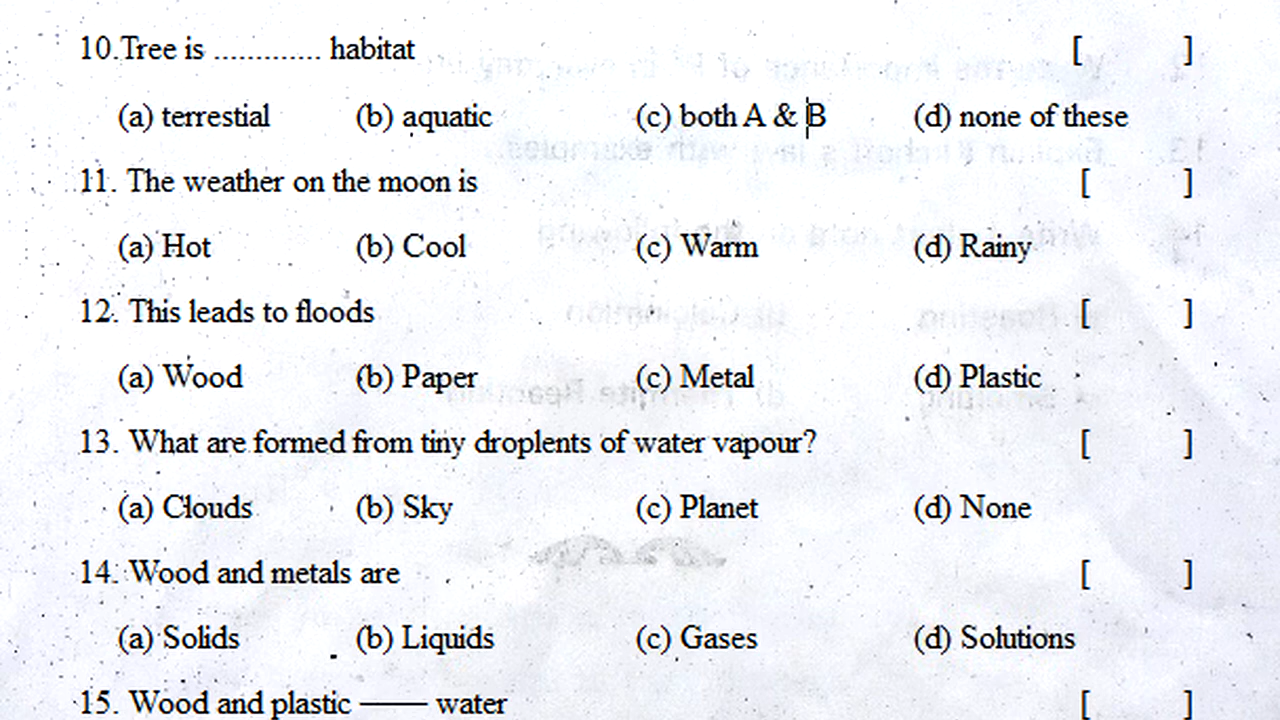 10.Tree is ............. habitat [ ]
(a) terrestial (b) aquatic (c) both A & B (d) none of these
11. The weather on the moon is [ ]
(a) Hot (b) Cool (c) Warm (d) Rainy
12. This leads to floods [ ]
(a) Wood (b) Paper (c) Metal (d) Plastic
13. What are formed from tiny droplents of water vapour? [ ]
(a) Clouds (b) Sky (c) Planet (d) None
14. Wood and metals are [ ]
(a) Solids (b) Liquids (c) Gases (d) Solutions
15. Wood and plastic —— water [ ]